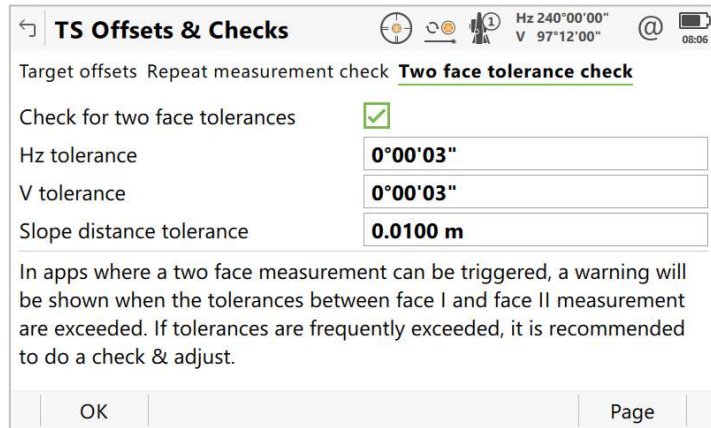 TS Offsets & Checks
1
Hz 240°00'00"
V 97°12'00"
@
08:06
Target offsets Repeat measurement check Two face tolerance check
Check for two face tolerances
Hz tolerance 0°00'03"
V tolerance 0°00'03"
Slope distance tolerance 0.0100 m
In apps where a two face measurement can be triggered, a warning will
be shown when the tolerances between face I and face II measurement
are exceeded. If tolerances are frequently exceeded, it is recommended
to do a check & adjust.
OK Page